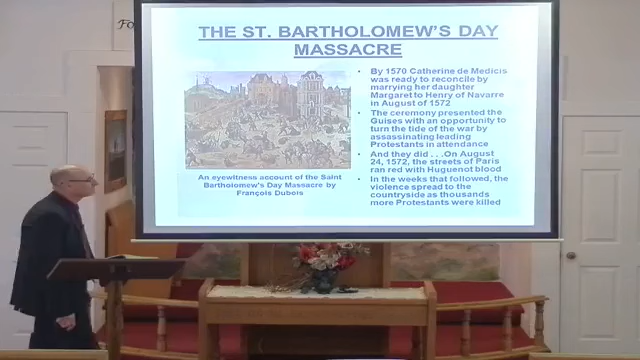 Fo
THE ST. BARTHOLOMEW'S DAY
MASSACRE
• By 1570 Catherine de Medicis
was ready to reconcile by
marrying her daughter
Margaret to Henry of Navarre
in August of 1572
• The ceremony presented the
Guises with an opportunity to
turn the tide of the war by
assassinating leading
Protestants in attendance
• And they did . . .On August
24, 1572, the streets of Paris
ran red with Huguenot blood
• In the weeks that followed, the
violence spread to the
countryside as thousands
more Protestants were killed
An eyewitness account of the Saint
Bartholomew's Day Massacre by
François Dubois